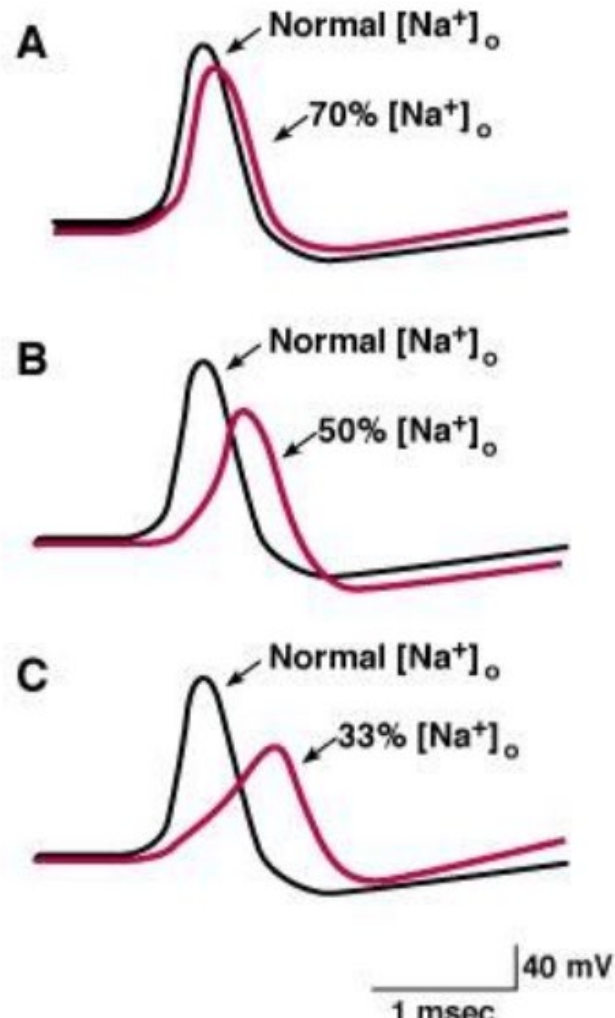 A
Normal [Na⁺]ₒ
70% [Na⁺]ₒ
B
Normal [Na⁺]ₒ
50% [Na⁺]ₒ
C
Normal [Na⁺]ₒ
33% [Na⁺]ₒ
40 mV
1 msec